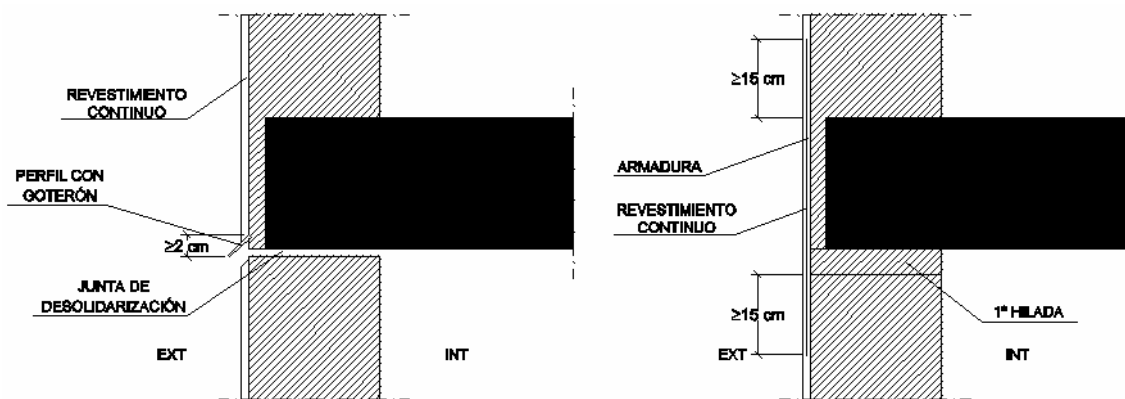 REVESTIMIENTO
CONTINUO
PERFIL CON
GOTERÓN
≥2 cm
JUNTA DE
DESOLIDARIZACIÓN
EXT
INT
≥15 cm
ARMADURA
REVESTIMIENTO
CONTINUO
≥15 cm
1ª HILADA
EXT
INT